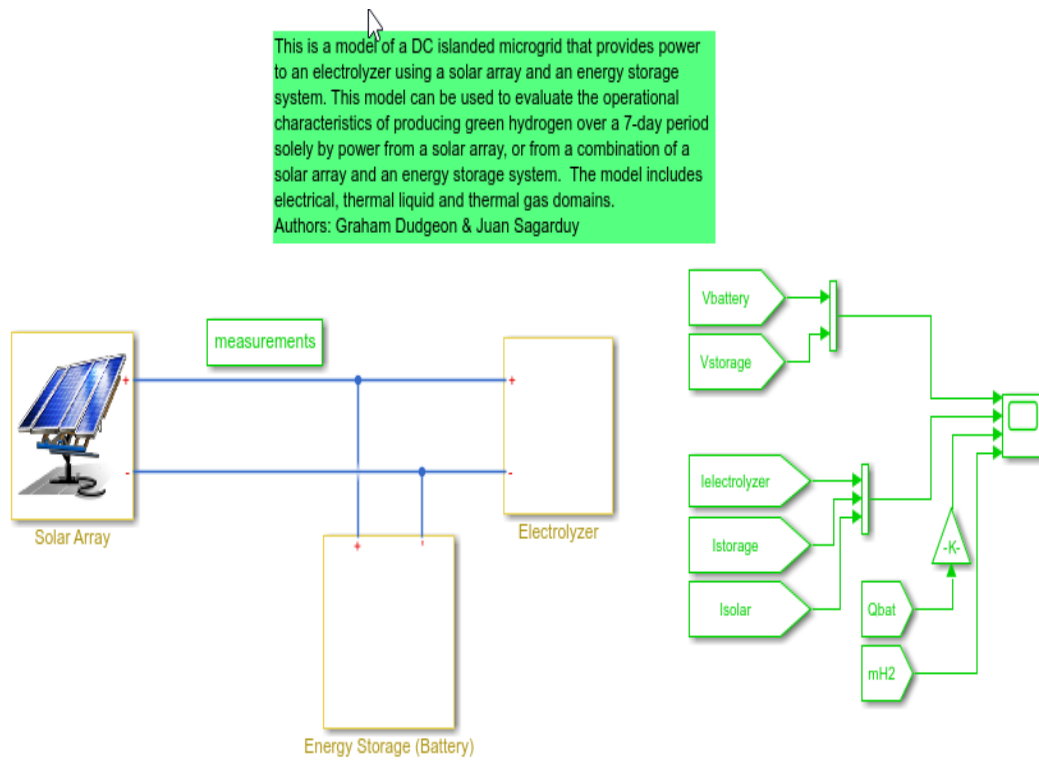 This is a model of a DC islanded microgrid that provides power
to an electrolyzer using a solar array and an energy storage
system. This model can be used to evaluate the operational
characteristics of producing green hydrogen over a 7-day period
solely by power from a solar array, or from a combination of a
solar array and an energy storage system.  The model includes
electrical, thermal liquid and thermal gas domains.
Authors: Graham Dudgeon & Juan Sagarduy
measurements
+
+
-
-
Solar Array
Electrolyzer
+
-
Energy Storage (Battery)
Vbattery
Vstorage
Ielectrolyzer
Istorage
Isolar
-K-
Qbat
mH2